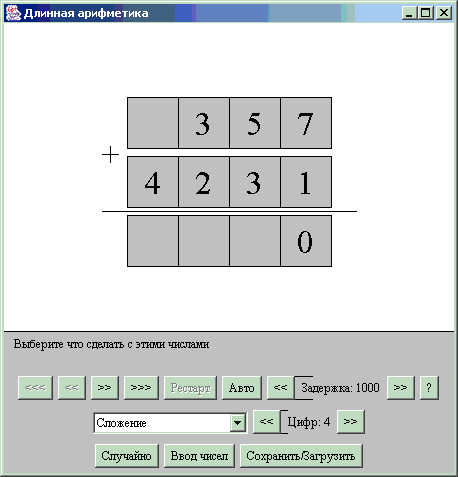 Длинная арифметика
3 5 7
+
4 2 3 1
0
Выберите что сделать с этими числами
<<< << >> >>> Рестарт Авто << Задержка: 1000 >> ?
Сложение << Цифр: 4 >>
Случайно Ввод чисел Сохранить/Загрузить